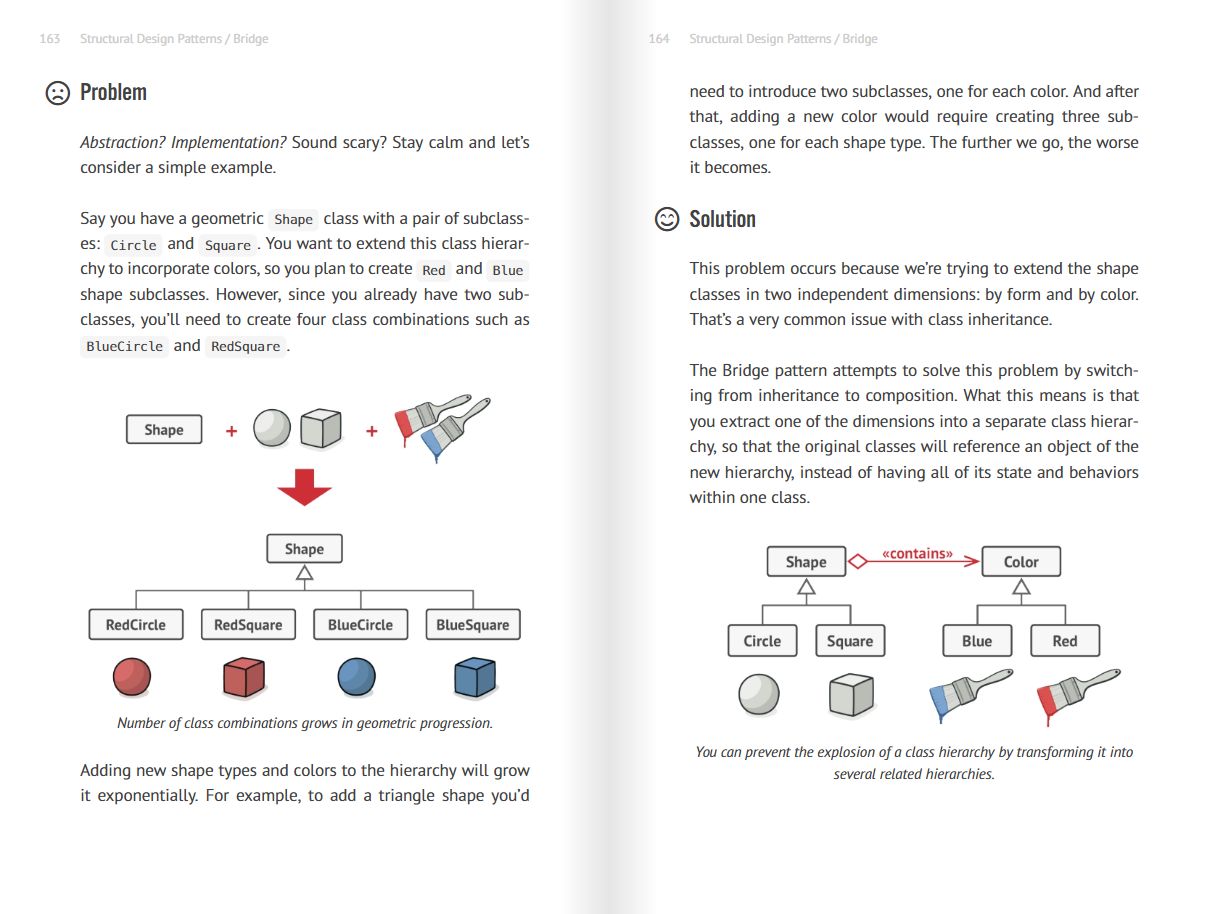 163 Structural Design Patterns / Bridge
Problem
Abstraction? Implementation? Sound scary? Stay calm and let’s
consider a simple example.
Say you have a geometric Shape class with a pair of subclass-
es: Circle and Square . You want to extend this class hierar-
chy to incorporate colors, so you plan to create Red and Blue
shape subclasses. However, since you already have two sub-
classes, you’ll need to create four class combinations such as
BlueCircle and RedSquare .
Shape + +
Shape
RedCircle RedSquare BlueCircle BlueSquare
Number of class combinations grows in geometric progression.
Adding new shape types and colors to the hierarchy will grow
it exponentially. For example, to add a triangle shape you’d
164 Structural Design Patterns / Bridge
need to introduce two subclasses, one for each color. And after
that, adding a new color would require creating three sub-
classes, one for each shape type. The further we go, the worse
it becomes.
Solution
This problem occurs because we’re trying to extend the shape
classes in two independent dimensions: by form and by color.
That’s a very common issue with class inheritance.
The Bridge pattern attempts to solve this problem by switch-
ing from inheritance to composition. What this means is that
you extract one of the dimensions into a separate class hierar-
chy, so that the original classes will reference an object of the
new hierarchy, instead of having all of its state and behaviors
within one class.
Shape «contains» Color
Circle Square Blue Red
You can prevent the explosion of a class hierarchy by transforming it into
several related hierarchies.